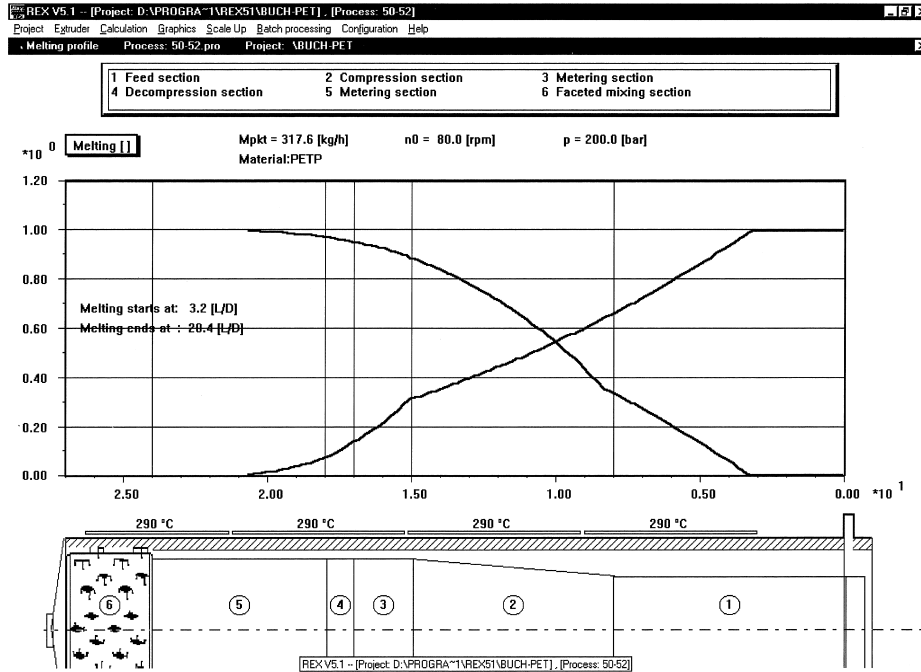 REX V5.1 -- [Project: D:\PROGRA~1\REX51\BUCH-PET] , [Process: 50-52]
Project Extruder Calculation Graphics Scale Up Batch processing Configuration Help
Melting profile Process: 50-52.pro Project: \BUCH-PET
1 Feed section 2 Compression section 3 Metering section
4 Decompression section 5 Metering section 6 Faceted mixing section
*10 0 Melting [] Mpkt = 317.6 [kg/h] n0 = 80.0 [rpm] p = 200.0 [bar]
Material:PETP
1.20
1.00
0.80
Melting starts at: 3.2 [L/D]
Melting ends at : 20.4 [L/D]
0.60
0.40
0.20
0.00
2.50 2.00 1.50 1.00 0.50 0.00 *10 1
290 °C 290 °C 290 °C 290 °C
6 5 4 3 2 1
REX V5.1 -- [Project: D:\PROGRA~1\REX51\BUCH-PET] , [Process: 50-52]